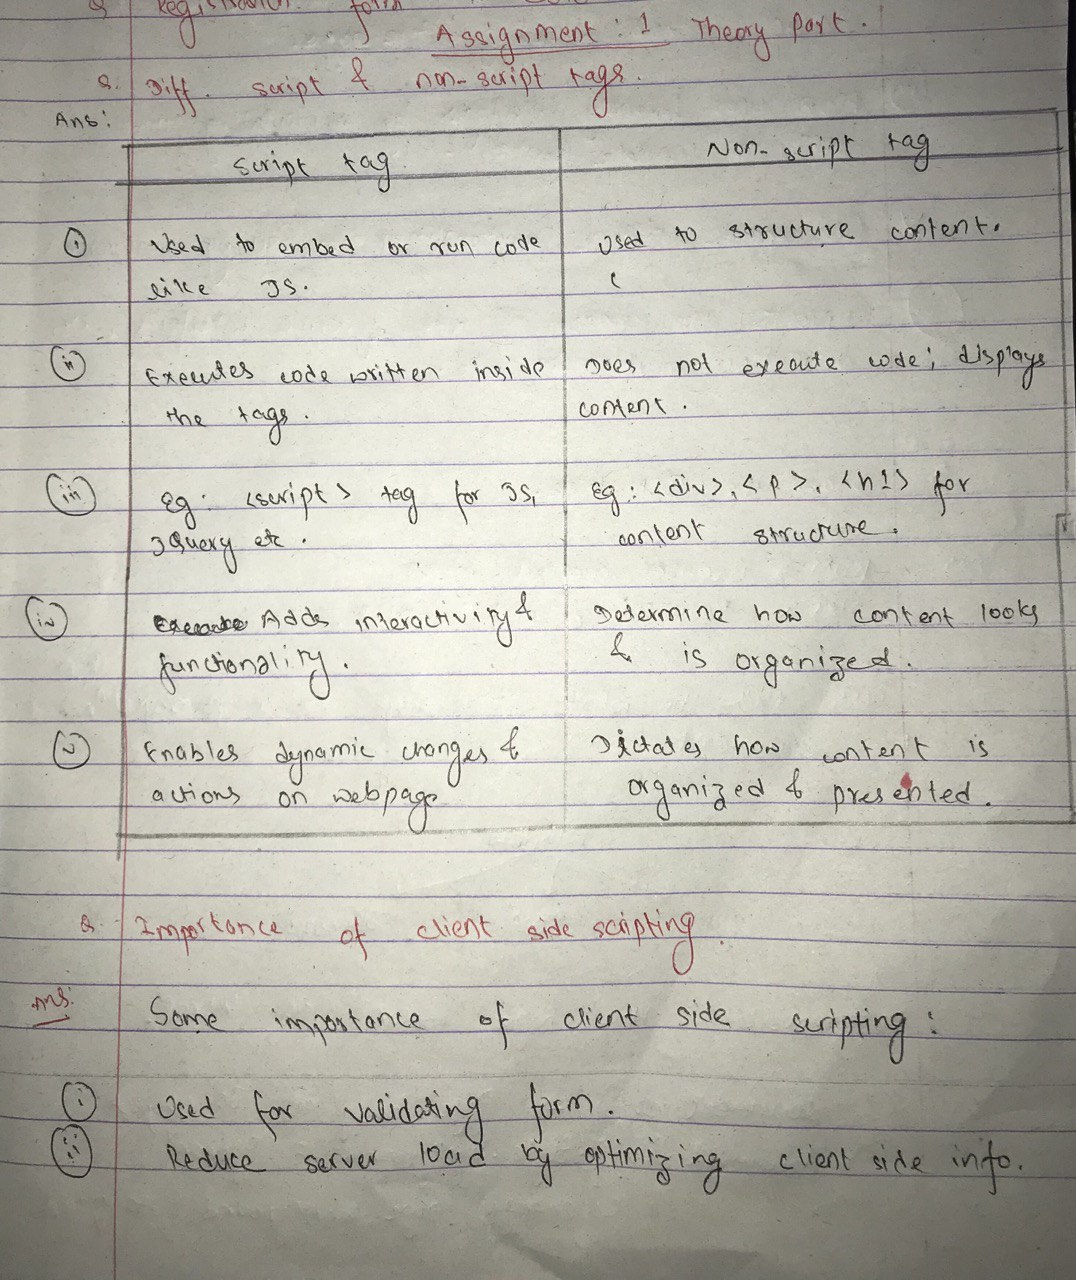 Q Registration form
Assignment : 1 Theory part.
Q. Diff. script & non-script tags.
Ans:
Script tag
Non-script tag
(i) Used to embed or run code
like JS.
Used to structure content.
(
(ii) Executes code written inside
the tags.
Does not execute code; displays
content.
(iii) Eg: <script> tag for JS,
JQuery etc.
Eg: <div>, <p>, <h1> for
content structure.
(iv) Adds interactivity &
functionality.
Determine how content looks
& is organized.
(v) Enables dynamic changes &
actions on webpage
Dictates how content is
organized & presented.
Q. Importance of client side scripting.
Ans:
Some importance of client side scripting:
(i) Used for validating form.
(ii) Reduce server load by optimizing client side info.